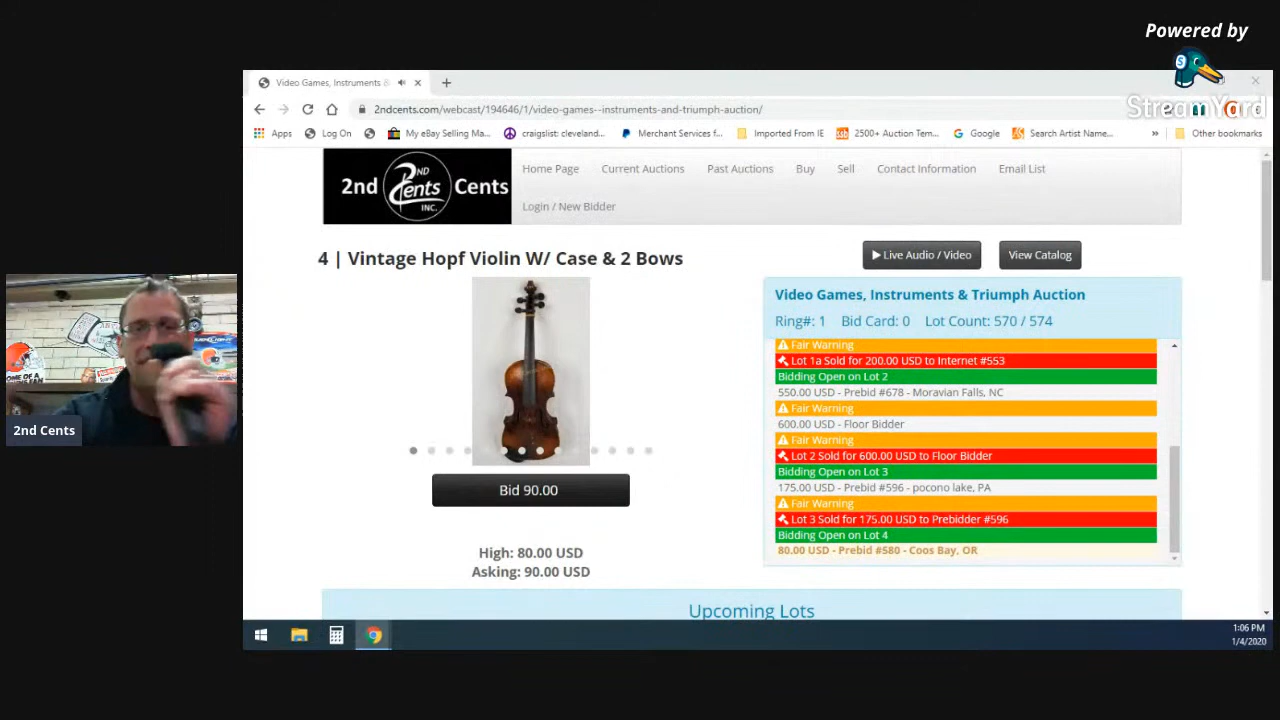 Powered by
StreamYard
Video Games, Instruments &
2ndcents.com/webcast/194646/1/video-games--instruments-and-triumph-auction/
Apps
Log On
My eBay Selling Ma...
craigslist: cleveland...
Merchant Services f...
Imported From IE
2500+ Auction Tem...
Google
Search Artist Name...
»
Other bookmarks
2nd 2ND Cents INC. Cents
Home Page
Current Auctions
Past Auctions
Buy
Sell
Contact Information
Email List
Login / New Bidder
4 | Vintage Hopf Violin W/ Case & 2 Bows
Live Audio / Video
View Catalog
Video Games, Instruments & Triumph Auction
Ring#: 1 Bid Card: 0 Lot Count: 570 / 574
Fair Warning
Lot 1a Sold for 200.00 USD to Internet #553
Bidding Open on Lot 2
550.00 USD - Prebid #678 - Moravian Falls, NC
Fair Warning
600.00 USD - Floor Bidder
Fair Warning
Lot 2 Sold for 600.00 USD to Floor Bidder
Bidding Open on Lot 3
175.00 USD - Prebid #596 - pocono lake, PA
Fair Warning
Lot 3 Sold for 175.00 USD to Prebidder #596
Bidding Open on Lot 4
80.00 USD - Prebid #580 - Coos Bay, OR
Bid 90.00
High: 80.00 USD
Asking: 90.00 USD
Upcoming Lots
2nd Cents
1:06 PM
1/4/2020